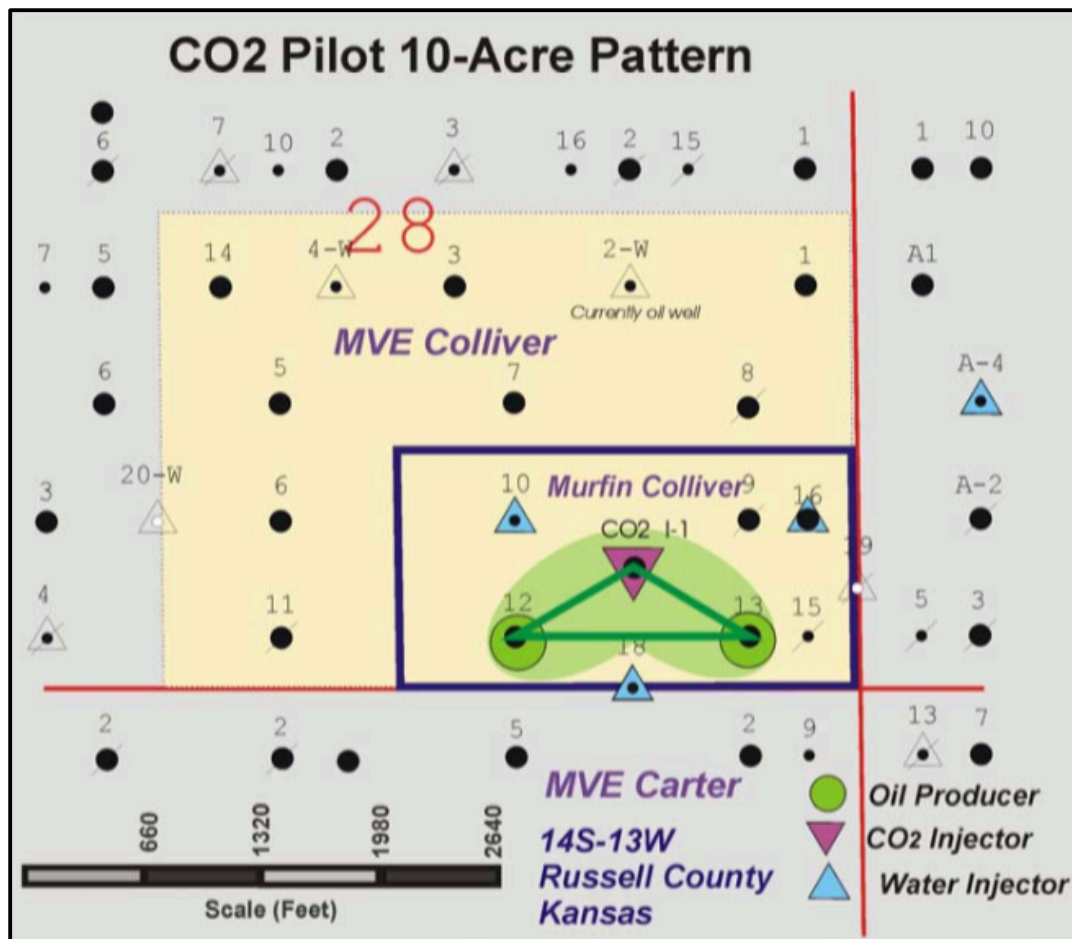 CO2 Pilot 10-Acre Pattern
6 7 10 2 3 16 2 15 1 1 10
28
7 5 14 4-W 3 2-W 1 A1
Currently oil well
MVE Colliver
6 5 7 8 A-4
3 20-W 6 10 Murfin Colliver 9 16 A-2
CO2 I-1
19
4 11 12 13 15 5 3
18
2 2 5 2 9 13 7
MVE Carter
14S-13W
Russell County
Kansas
Oil Producer
CO2 Injector
Water Injector
660 1320 1980 2640
Scale (Feet)